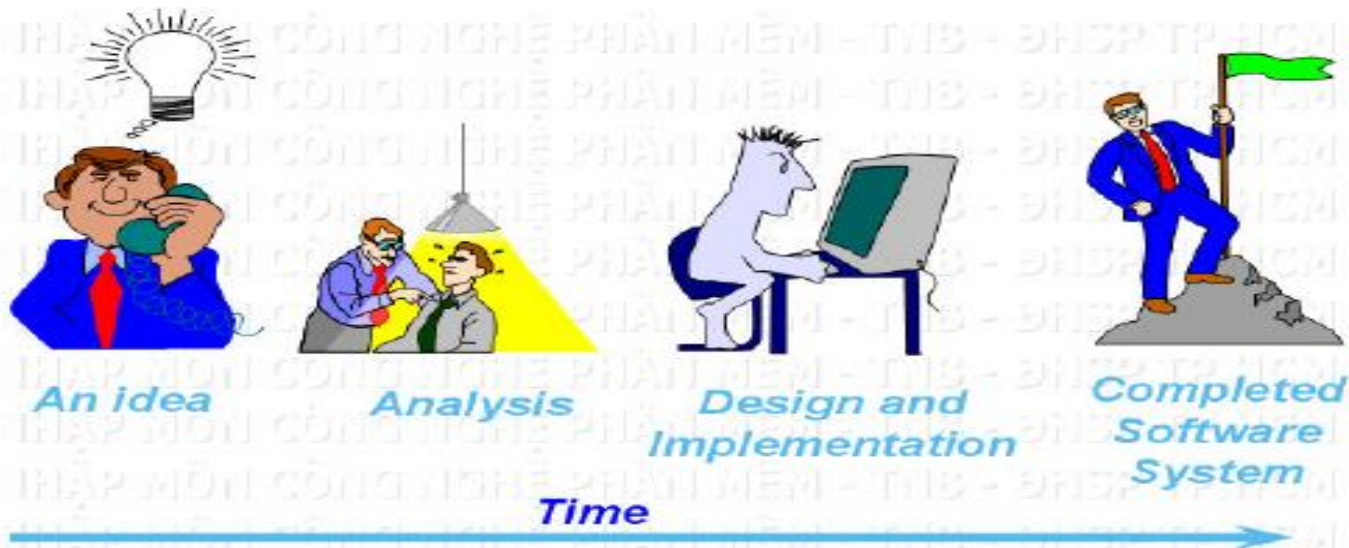 An idea
Analysis
Design and
Implementation
Completed
Software
System
Time